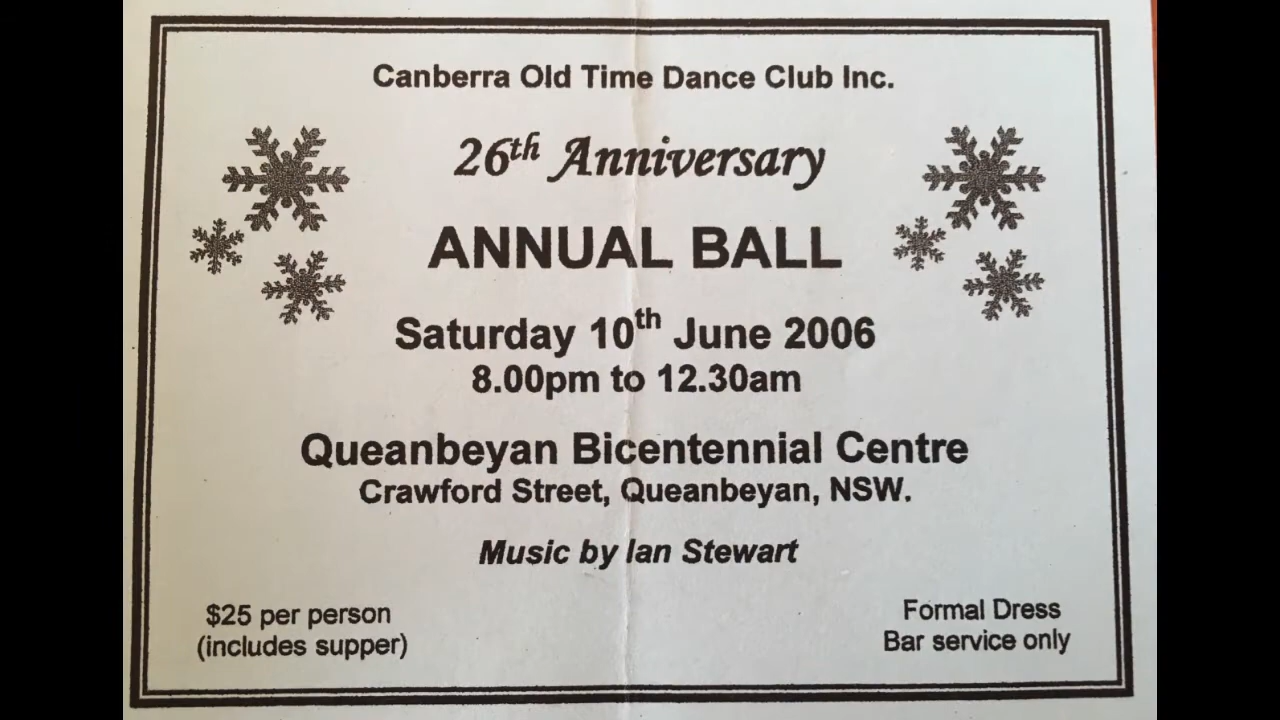 Canberra Old Time Dance Club Inc.
26th Anniversary
ANNUAL BALL
Saturday 10th June 2006
8.00pm to 12.30am
Queanbeyan Bicentennial Centre
Crawford Street, Queanbeyan, NSW.
Music by Ian Stewart
$25 per person
(includes supper)
Formal Dress
Bar service only